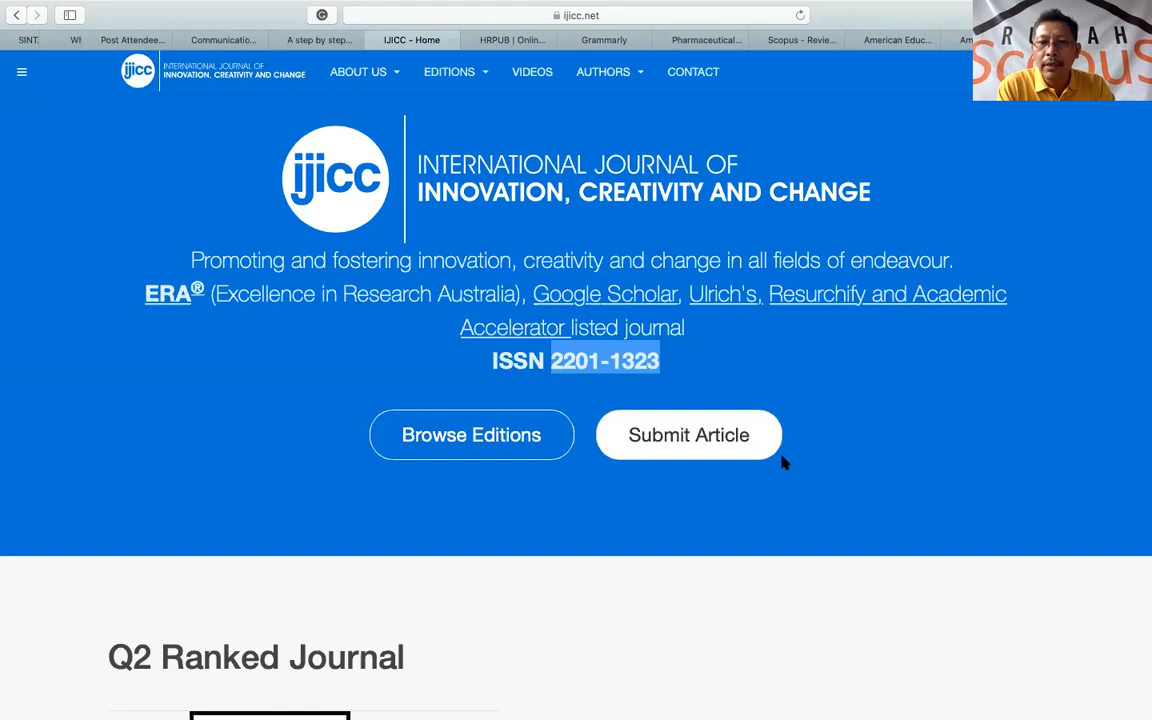 ijicc.net
SINT.
WI
Post Attendee...
Communicatio...
A step by step...
IJICC - Home
HRPUB | Onlin...
Grammarly
Pharmaceutical...
Scopus - Revie...
American Educ...
Am
ijicc
INTERNATIONAL JOURNAL OF
INNOVATION, CREATIVITY AND CHANGE
ABOUT US
EDITIONS
VIDEOS
AUTHORS
CONTACT
ijicc
INTERNATIONAL JOURNAL OF
INNOVATION, CREATIVITY AND CHANGE
Promoting and fostering innovation, creativity and change in all fields of endeavour.
ERA® (Excellence in Research Australia), Google Scholar, Ulrich's, Resurchify and Academic
Accelerator listed journal
ISSN 2201-1323
Browse Editions
Submit Article
Q2 Ranked Journal